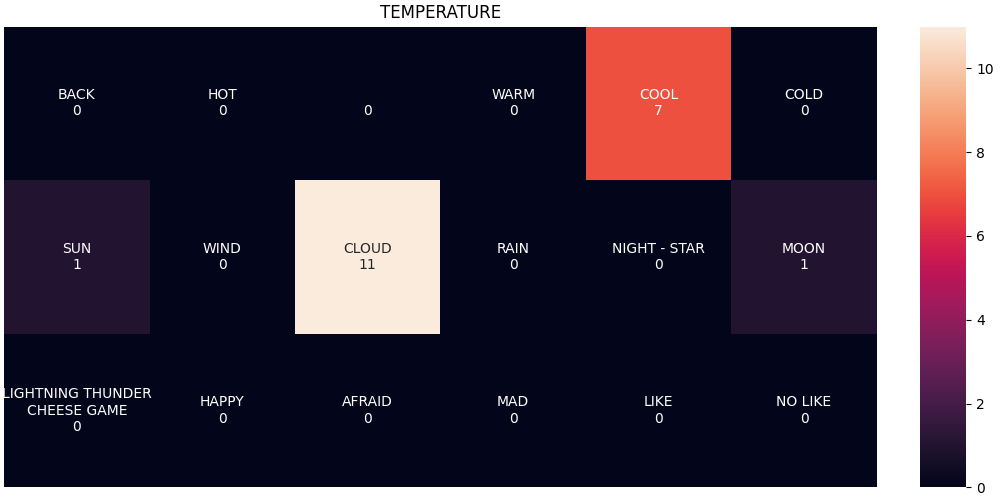 TEMPERATURE
BACK
0
HOT
0
0
WARM
0
COOL
7
COLD
0
SUN
1
WIND
0
CLOUD
11
RAIN
0
NIGHT - STAR
0
MOON
1
LIGHTNING THUNDER
CHEESE GAME
0
HAPPY
0
AFRAID
0
MAD
0
LIKE
0
NO LIKE
0
10
8
6
4
2
0